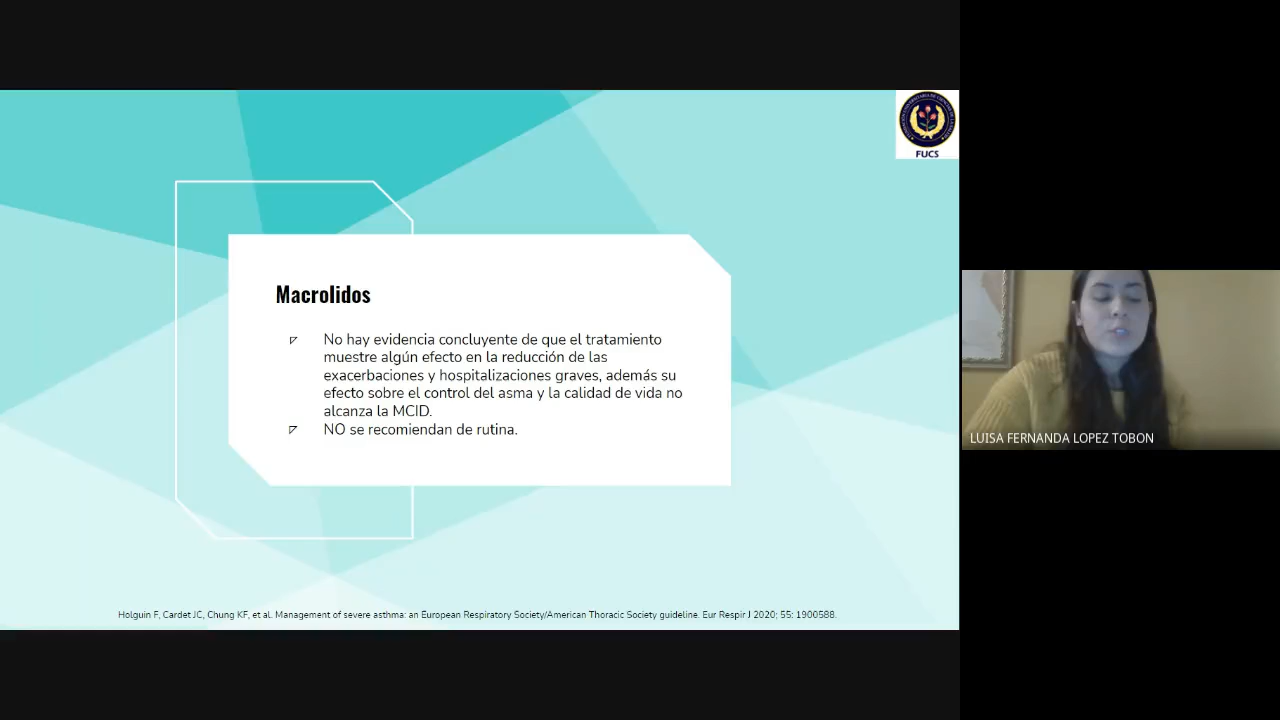 FUCS
Macrolidos
No hay evidencia concluyente de que el tratamiento
muestre algún efecto en la reducción de las
exacerbaciones y hospitalizaciones graves, además su
efecto sobre el control del asma y la calidad de vida no
alcanza la MCID.
NO se recomiendan de rutina.
LUISA FERNANDA LOPEZ TOBON
Holguin F, Cardet JC, Chung KF, et al. Management of severe asthma: an European Respiratory Society/American Thoracic Society guideline. Eur Respir J 2020; 55: 1900588.